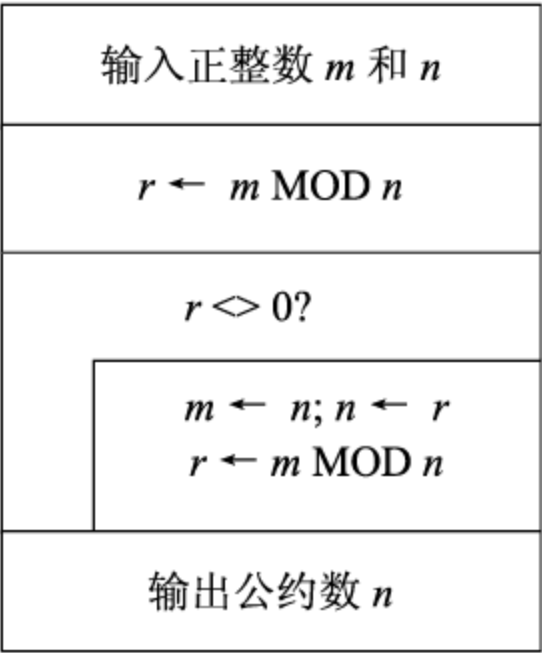 输入正整数 m 和 n
r ← m MOD n
r <> 0?
m ← n; n ← r
r ← m MOD n
输出公约数 n